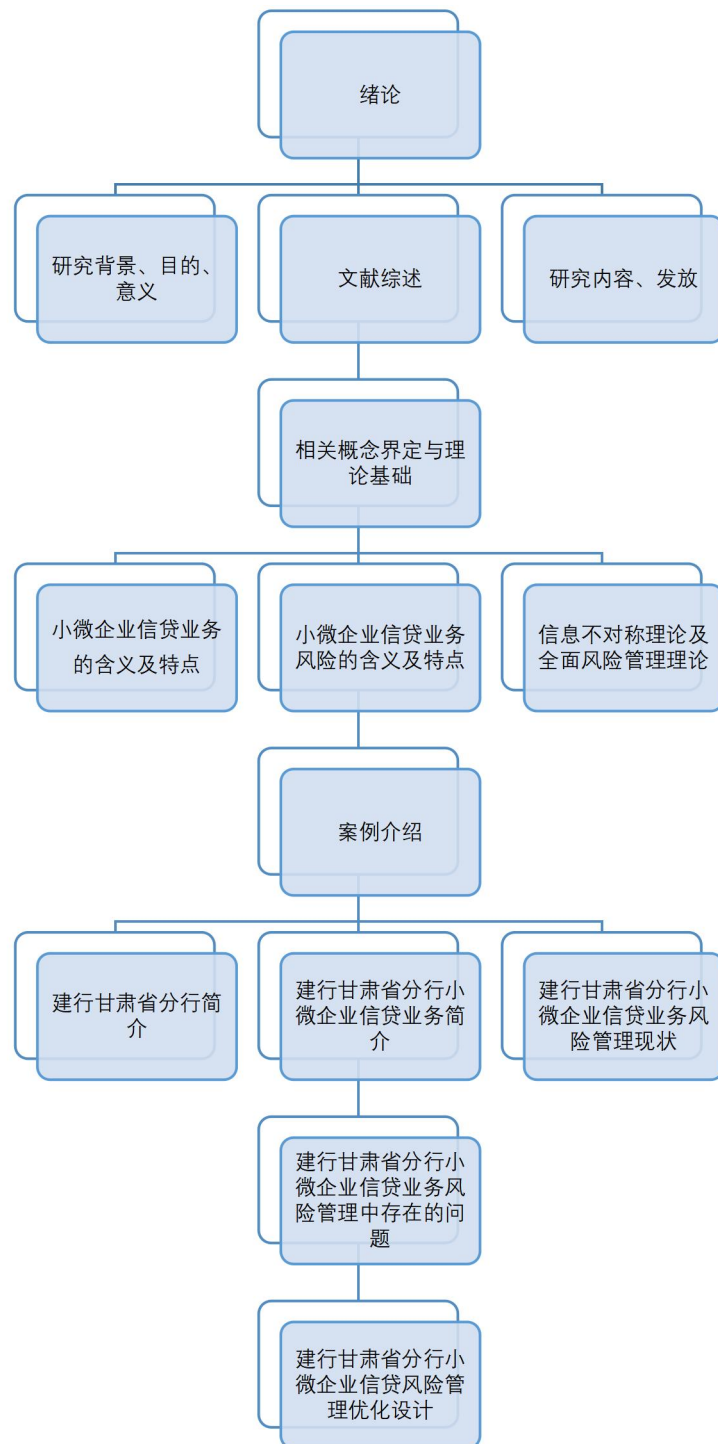 绪论
研究背景、目的、
意义
文献综述
研究内容、发放
相关概念界定与理
论基础
小微企业信贷业务
的含义及特点
小微企业信贷业务
风险的含义及特点
信息不对称理论及
全面风险管理理论
案例介绍
建行甘肃省分行简
介
建行甘肃省分行小
微企业信贷业务简
介
建行甘肃省分行小
微企业信贷业务风
险管理现状
建行甘肃省分行小
微企业信贷业务风
险管理中存在的问
题
建行甘肃省分行小
微企业信贷风险管
理优化设计